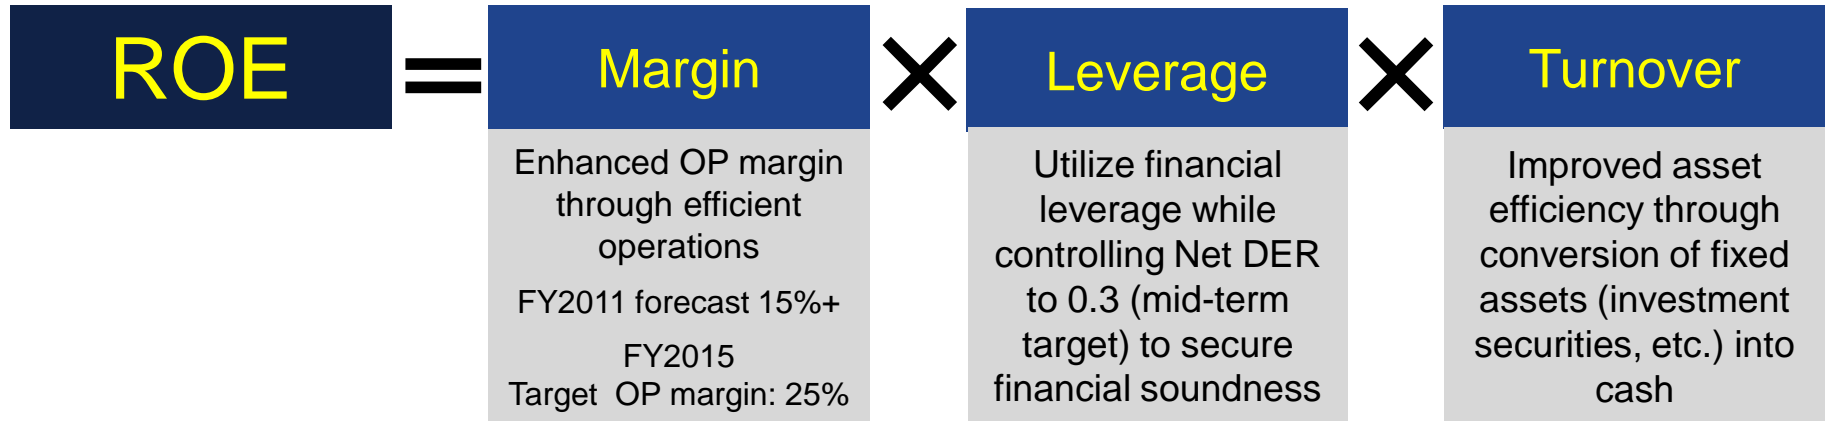 ROE = Margin × Leverage × Turnover
Enhanced OP margin
through efficient
operations
FY2011 forecast 15%+
FY2015
Target OP margin: 25%
Utilize financial
leverage while
controlling Net DER
to 0.3 (mid-term
target) to secure
financial soundness
Improved asset
efficiency through
conversion of fixed
assets (investment
securities, etc.) into
cash